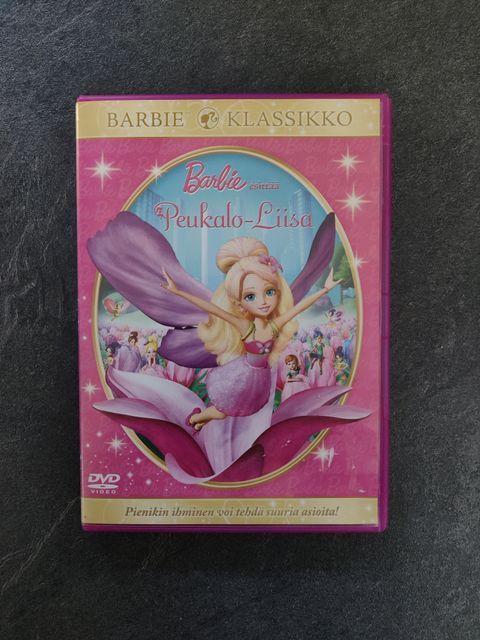 BARBIE KLASSIKKO
Barbie esittää
Peukalo-Liisa
DVD
VIDEO
Pienikin ihminen voi tehdä suuria asioita!